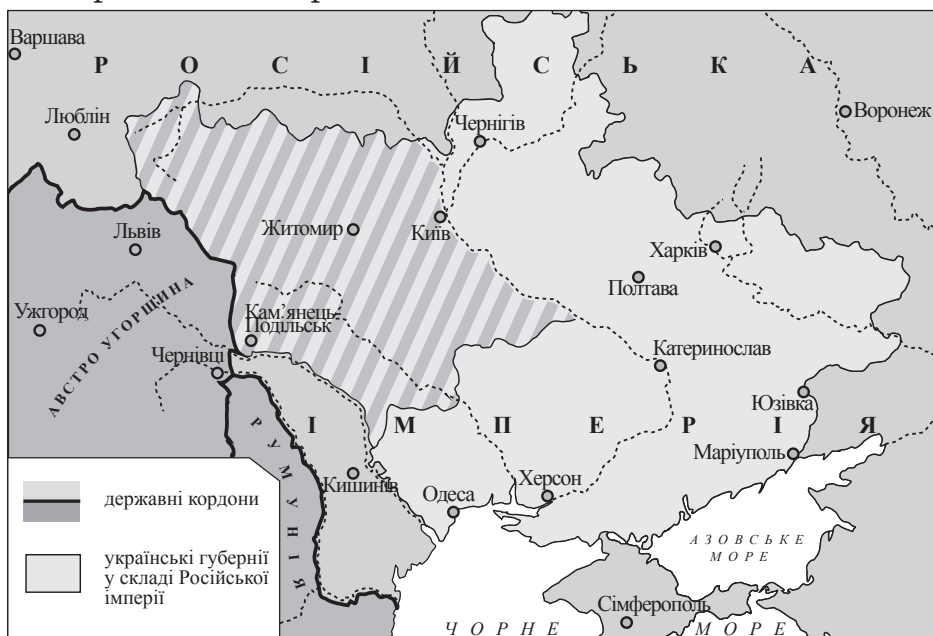 Варшава
Р О С І Й С Ь К А
Воронеж
Люблін
Чернігів
Львів
Житомир
Київ
Харків
Полтава
Ужгород
АВСТРО УГОРЩИНА
Кам.янець-
Подільськ
Чернівці
Катеринослав
Юзівка
І М П Е Р І Я
Маріуполь
РУМУНІЯ
Кишинів
Одеса
Херсон
державні кордони
АЗОВСЬКЕ
МОРЕ
українські губернії
у складі Російської
імперії
Сімферополь
ЧОРНЕ МОРЕ